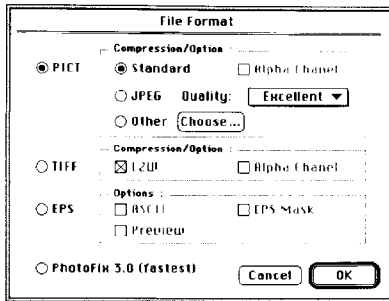 File Format
Compression/Option :
PICT
Standard
Alpha Chanel
JPEG Quality: Excellent
Other Choose...
Compression/Option :
TIFF
LZW
Alpha Chanel
Options :
EPS
ASCII
EPS Mask
Preview
PhotoFix 3.0 (fastest)
Cancel OK